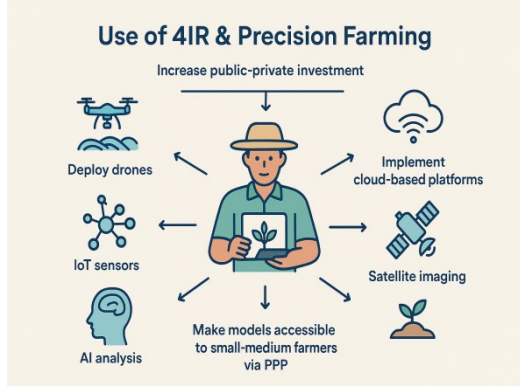 Use of 4IR & Precision Farming
Increase public-private investment
Deploy drones
Implement
cloud-based platforms
IoT sensors
Satellite imaging
AI analysis
Make models accessible
to small-medium farmers
via PPP